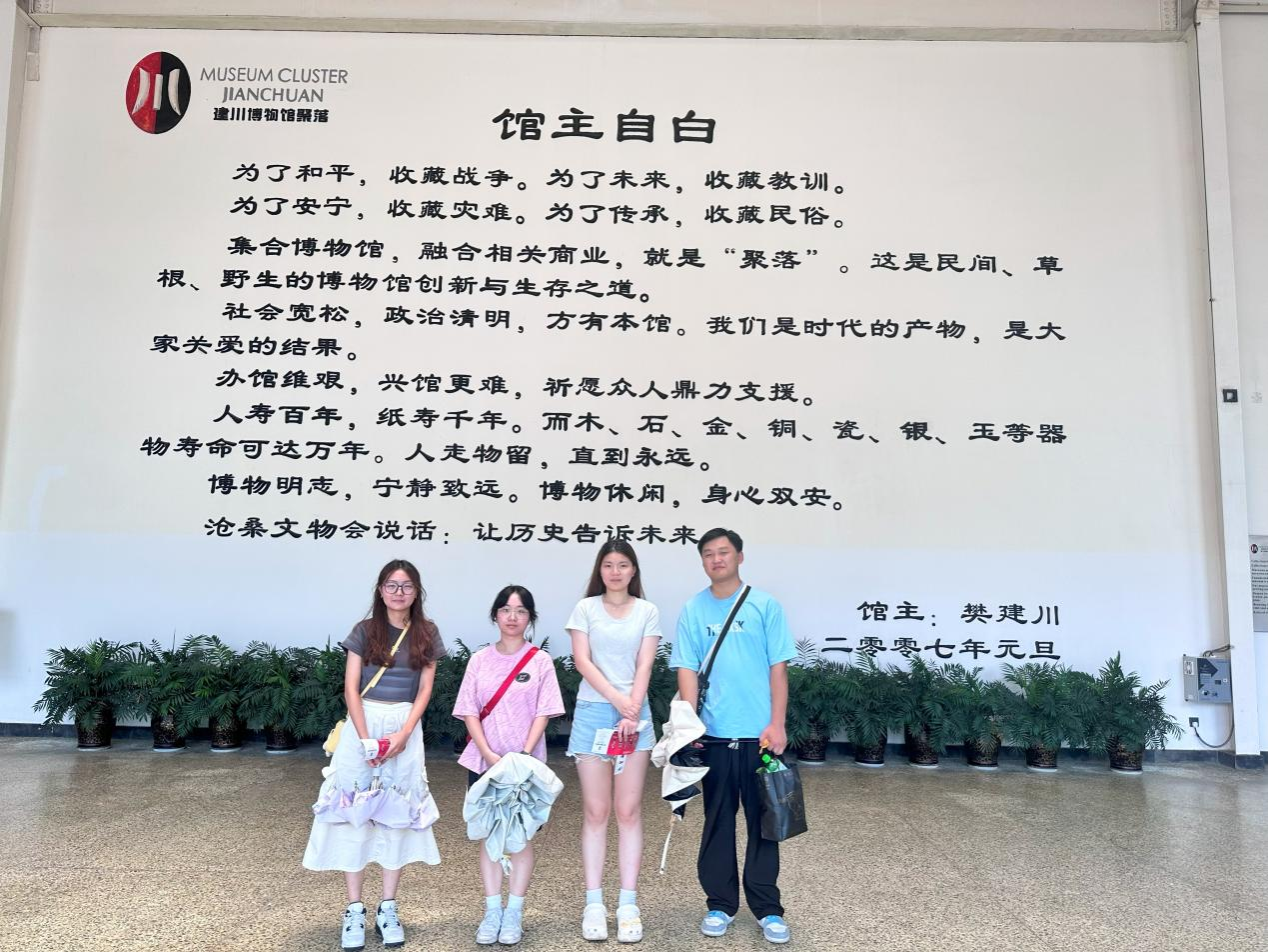 MUSEUM CLUSTER
JIANCHUAN
建川博物馆聚落
馆主自白
为了和平，收藏战争。为了未来，收藏教训。
为了安宁，收藏灾难。为了传承，收藏民俗。
集合博物馆，融合相关商业，就是“聚落”。这是民间、草
根、野生的博物馆创新与生存之道。
社会宽松，政治清明，方有本馆。我们是时代的产物，是大
家关爱的结果。
办馆维艰，兴馆更难，祈愿众人鼎力支援。
人寿百年，纸寿千年。而木、石、金、铜、瓷、银、玉等器
物寿命可达万年。人走物留，直到永远。
博物明志，宁静致远。博物休闲，身心双安。
沧桑文物会说话：让历史告诉未来
馆主：樊建川
二零零七年元旦